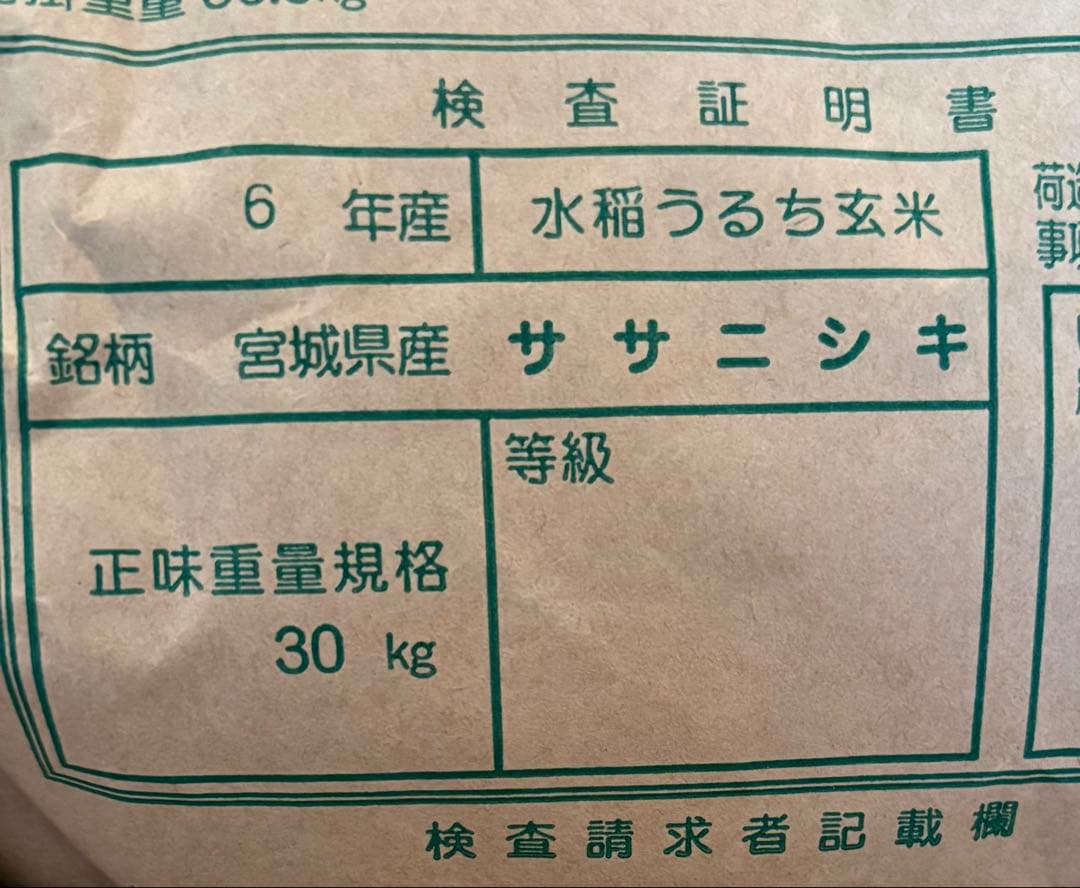 検査証明書
6 年産 水稲うるち玄米
銘柄 宮城県産 ササニシキ
等級
正味重量規格
30 kg
検査請求者記載欄